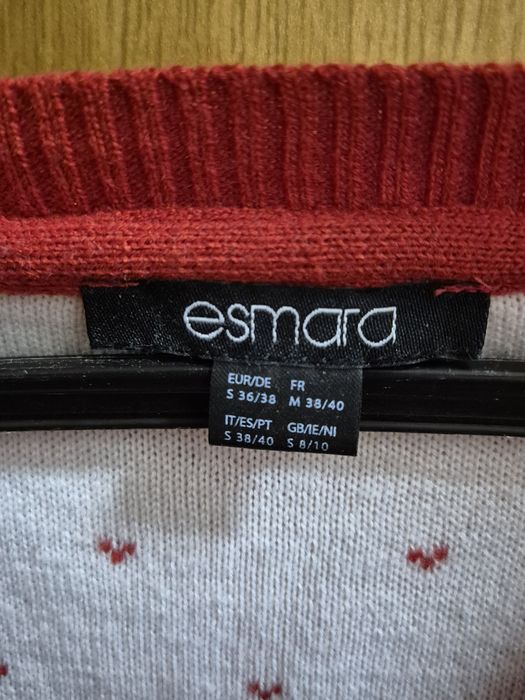 esmara
EUR/DE FR
S 36/38 M 38/40
IT/ES/PT GB/IE/NI
S 38/40 S 8/10